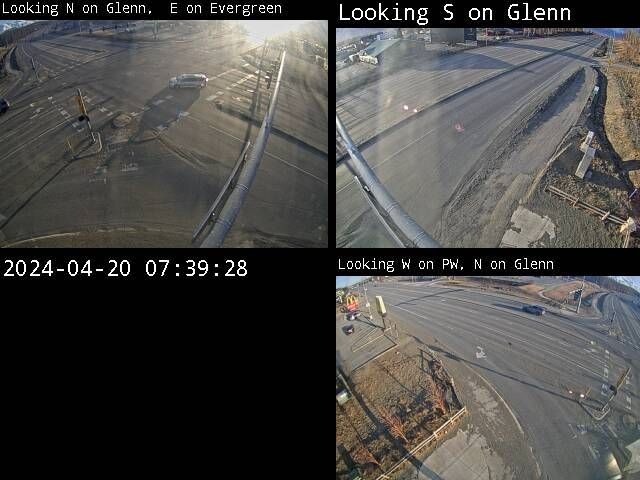 Looking N on Glenn,  E on Evergreen
Looking S on Glenn
2024-04-20 07:39:28
Looking W on PW, N on Glenn